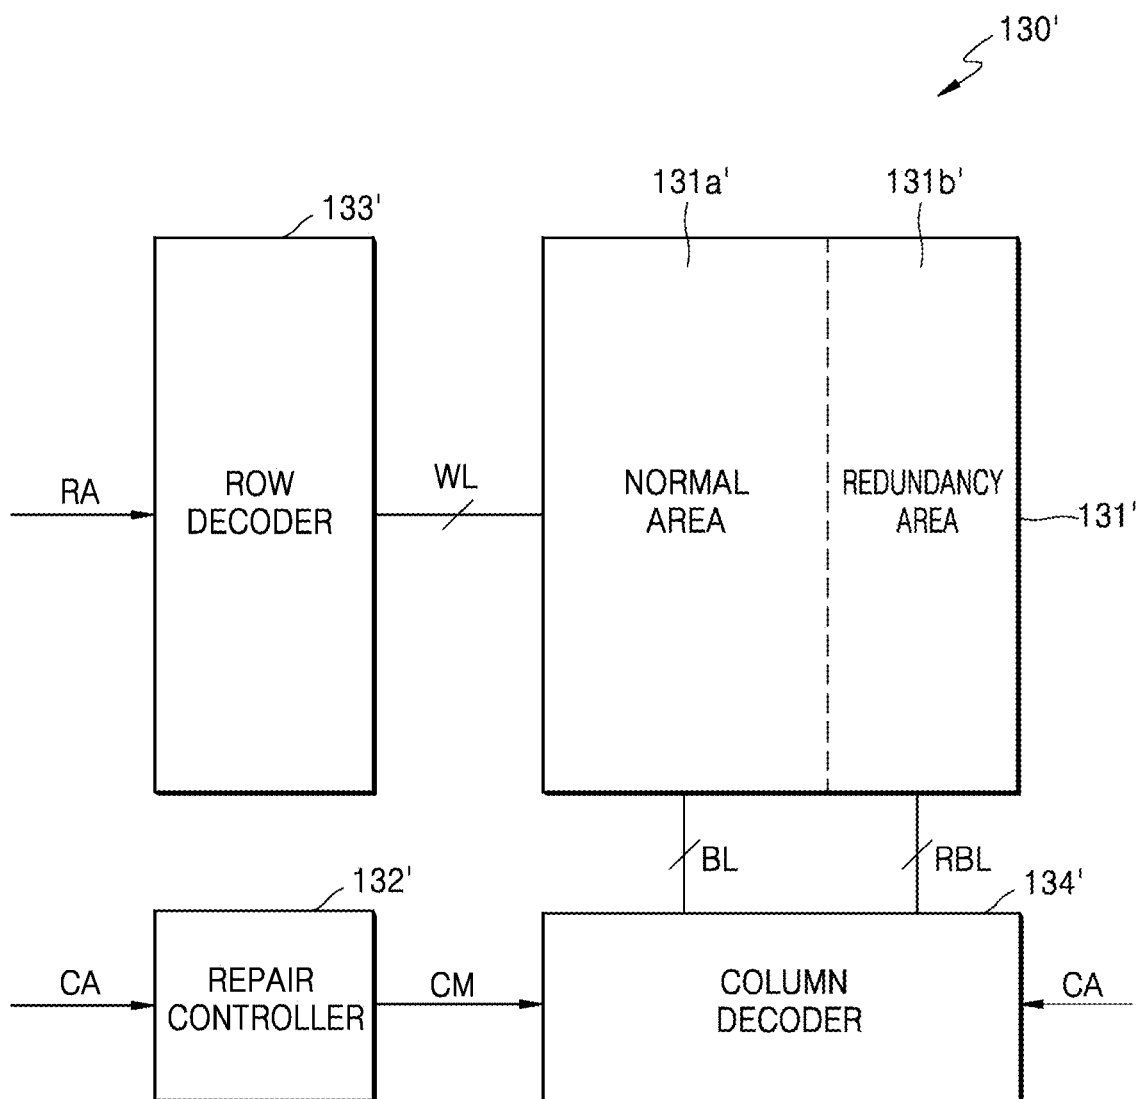 130'
131a'
131b'
133'
ROW
DECODER
RA
WL
NORMAL
AREA
REDUNDANCY
AREA
131'
BL
RBL
132'
134'
CA
REPAIR
CONTROLLER
CM
COLUMN
DECODER
CA